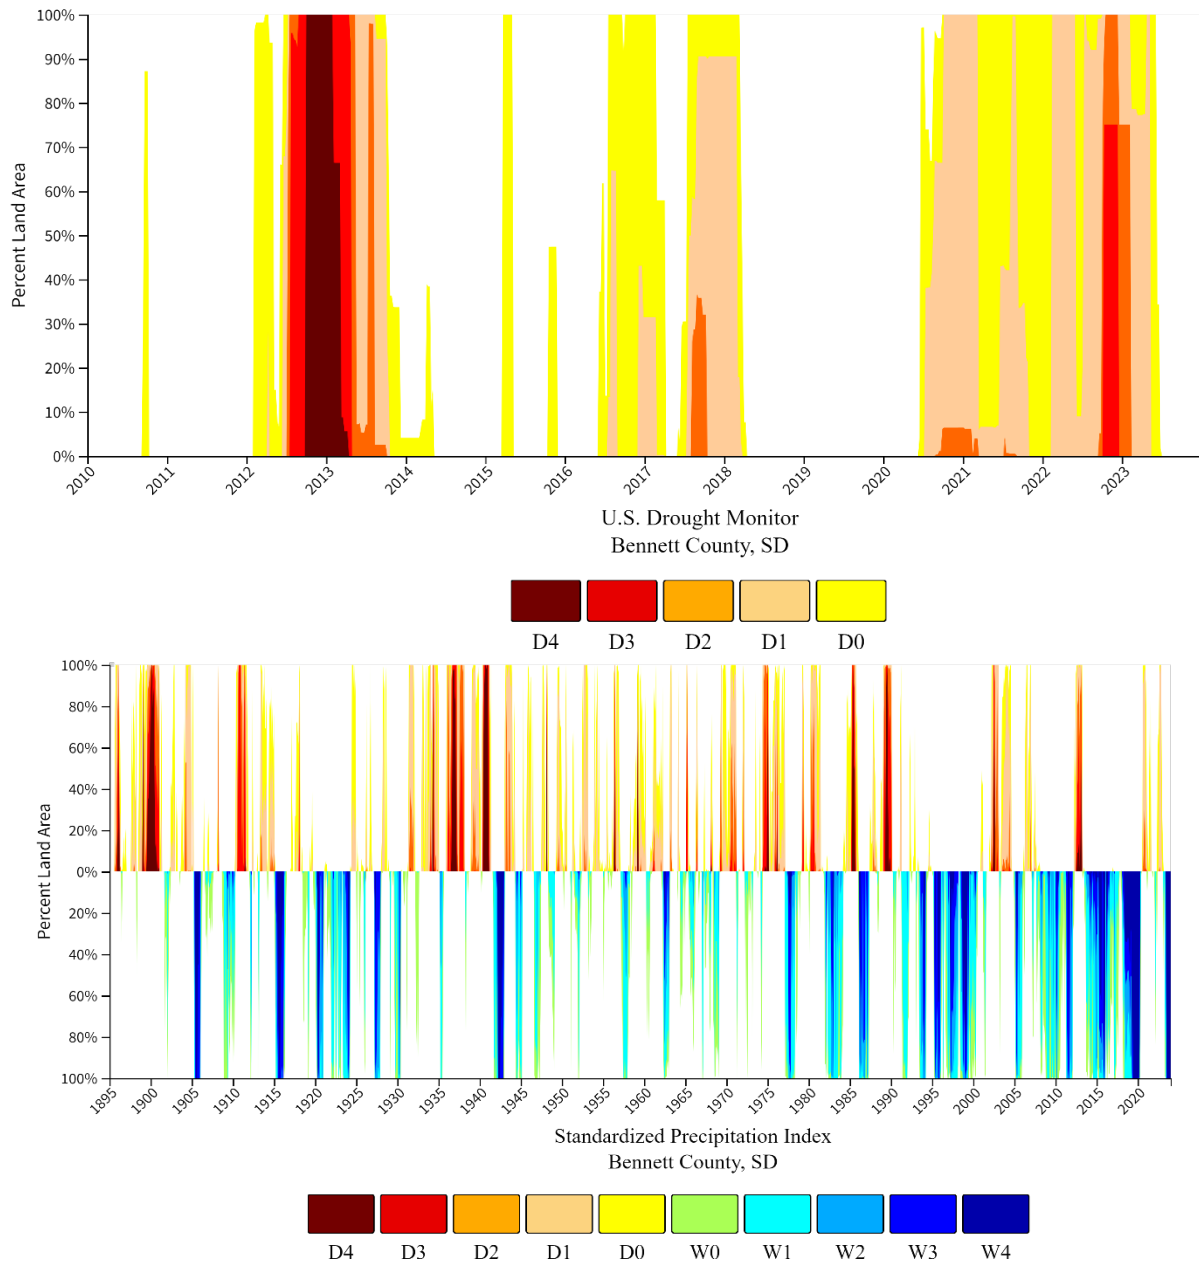 100%
90%
80%
70%
60%
50%
40%
30%
20%
10%
0%
Percent Land Area
2010 2011 2012 2013 2014 2015 2016 2017 2018 2019 2020 2021 2022 2023
U.S. Drought Monitor
Bennett County, SD
D4 D3 D2 D1 D0
100%
80%
60%
40%
20%
0%
20%
40%
60%
80%
100%
Percent Land Area
1895 1900 1905 1910 1915 1920 1925 1930 1935 1940 1945 1950 1955 1960 1965 1970 1975 1980 1985 1990 1995 2000 2005 2010 2015 2020
Standardized Precipitation Index
Bennett County, SD
D4 D3 D2 D1 D0 W0 W1 W2 W3 W4